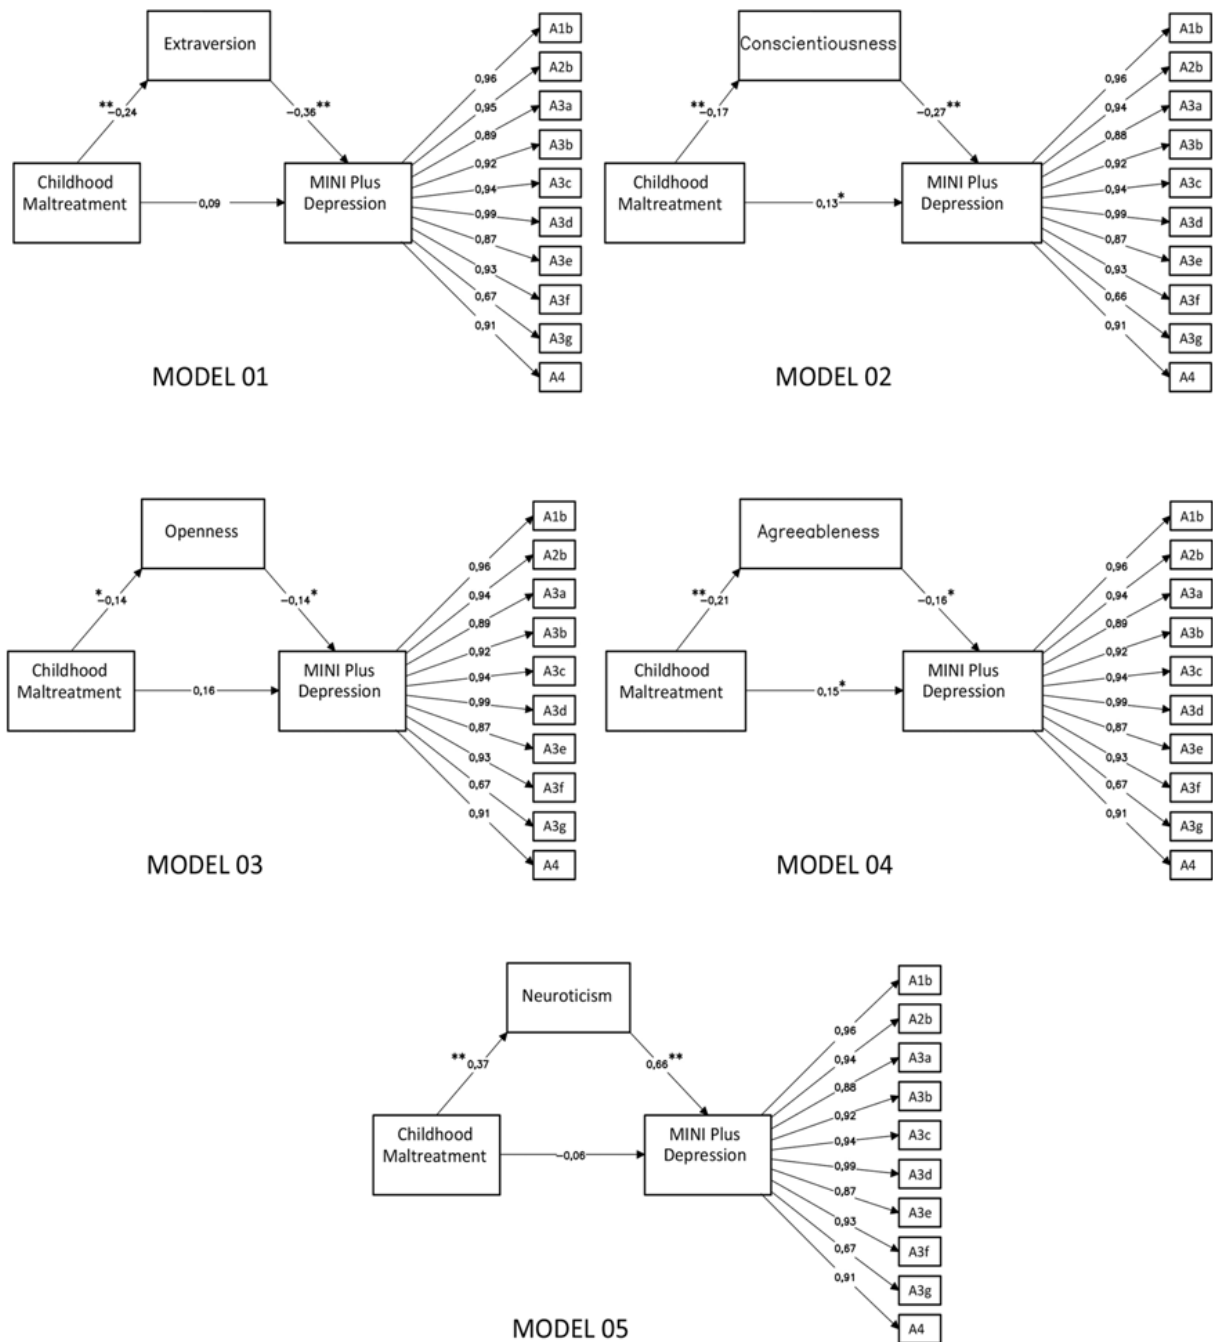 Extraversion
**
-0,24
-0,36**
Childhood
Maltreatment
0,09
MINI Plus
Depression
0,96
0,95
0,89
0,92
0,94
0,99
0,87
0,93
0,67
0,91
A1b
A2b
A3a
A3b
A3c
A3d
A3e
A3f
A3g
A4
MODEL 01
Conscientiousness
**
-0,17
-0,27**
Childhood
Maltreatment
0,13*
MINI Plus
Depression
0,96
0,94
0,88
0,92
0,94
0,99
0,87
0,93
0,66
0,91
A1b
A2b
A3a
A3b
A3c
A3d
A3e
A3f
A3g
A4
MODEL 02
Openness
*
-0,14
-0,14*
Childhood
Maltreatment
0,16
MINI Plus
Depression
0,96
0,94
0,89
0,92
0,94
0,99
0,87
0,93
0,67
0,91
A1b
A2b
A3a
A3b
A3c
A3d
A3e
A3f
A3g
A4
MODEL 03
Agreeableness
**
-0,21
-0,16*
Childhood
Maltreatment
0,15*
MINI Plus
Depression
0,96
0,94
0,89
0,92
0,94
0,99
0,87
0,93
0,67
0,91
A1b
A2b
A3a
A3b
A3c
A3d
A3e
A3f
A3g
A4
MODEL 04
Neuroticism
**
0,37
0,66**
Childhood
Maltreatment
-0,06
MINI Plus
Depression
0,96
0,94
0,88
0,92
0,94
0,99
0,87
0,93
0,67
0,91
A1b
A2b
A3a
A3b
A3c
A3d
A3e
A3f
A3g
A4
MODEL 05